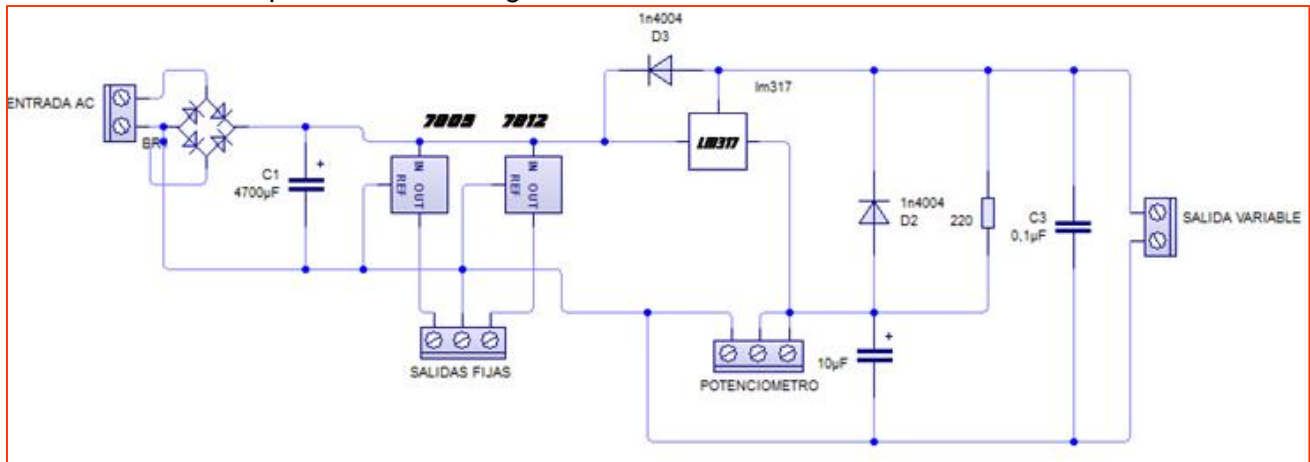 1n4004
D3
lm317
ENTRADA AC
BR
7805
7812
LM317
C1
4700µF
+
IN OUT
REF
IN OUT
REF
1n4004
D2
220
C3
0,1µF
SALIDA VARIABLE
SALIDAS FIJAS
POTENCIOMETRO
10µF
+